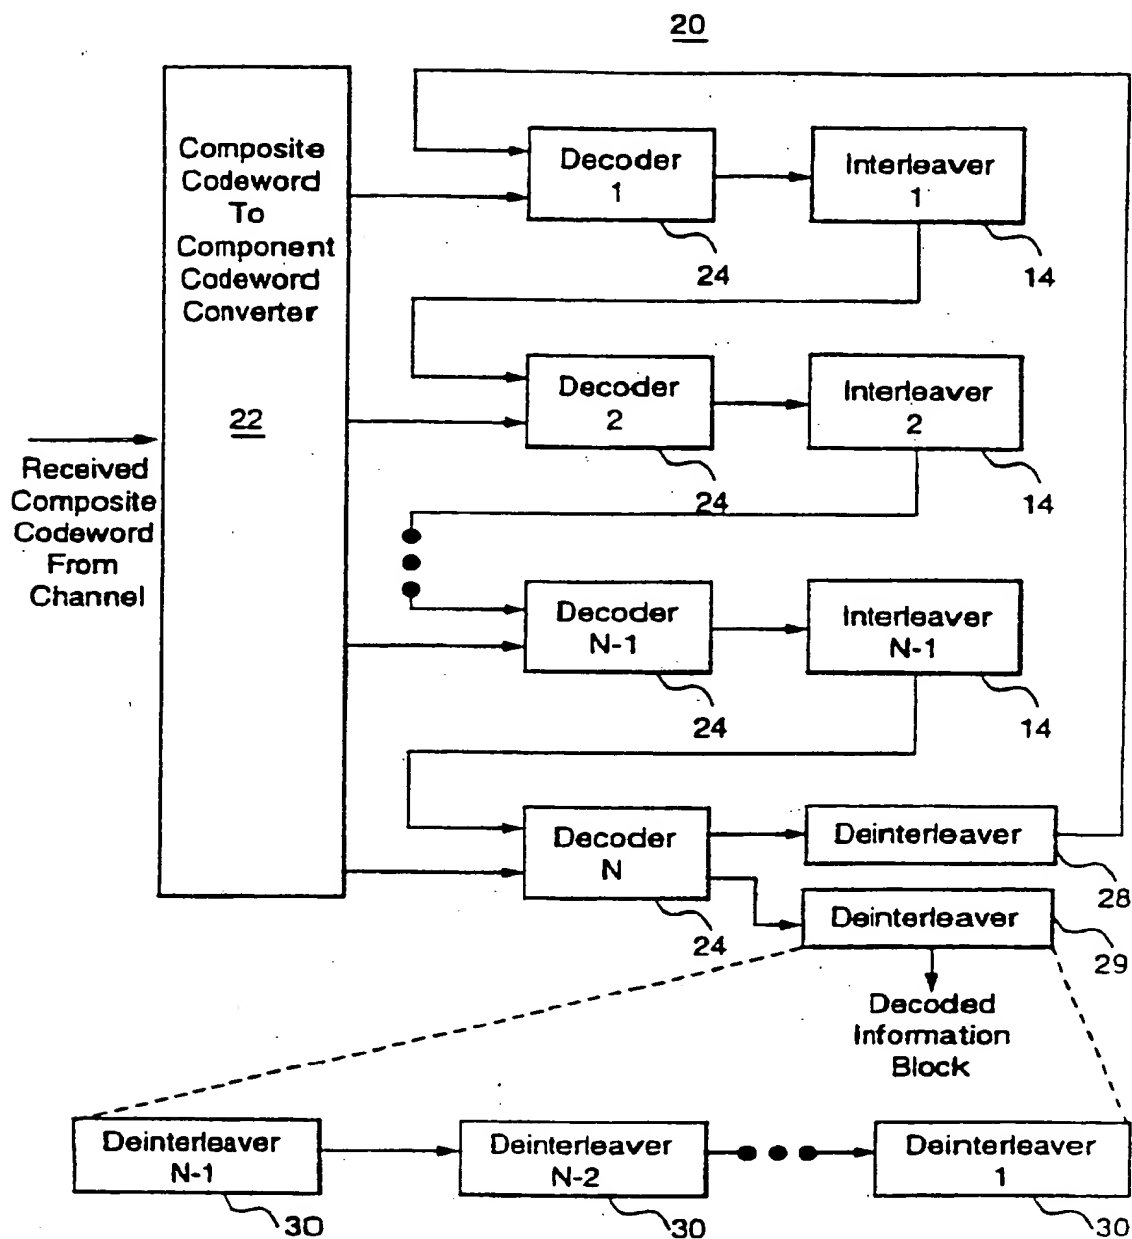 20
Composite
Codeword
To
Component
Codeword
Converter
22
Received
Composite
Codeword
From
Channel
Decoder
1
24
Interleaver
1
14
Decoder
2
24
Interleaver
2
14
Decoder
N-1
24
Interleaver
N-1
14
Decoder
N
24
Deinterleaver
28
Deinterleaver
29
Decoded
Information
Block
Deinterleaver
N-1
30
Deinterleaver
N-2
30
Deinterleaver
1
30